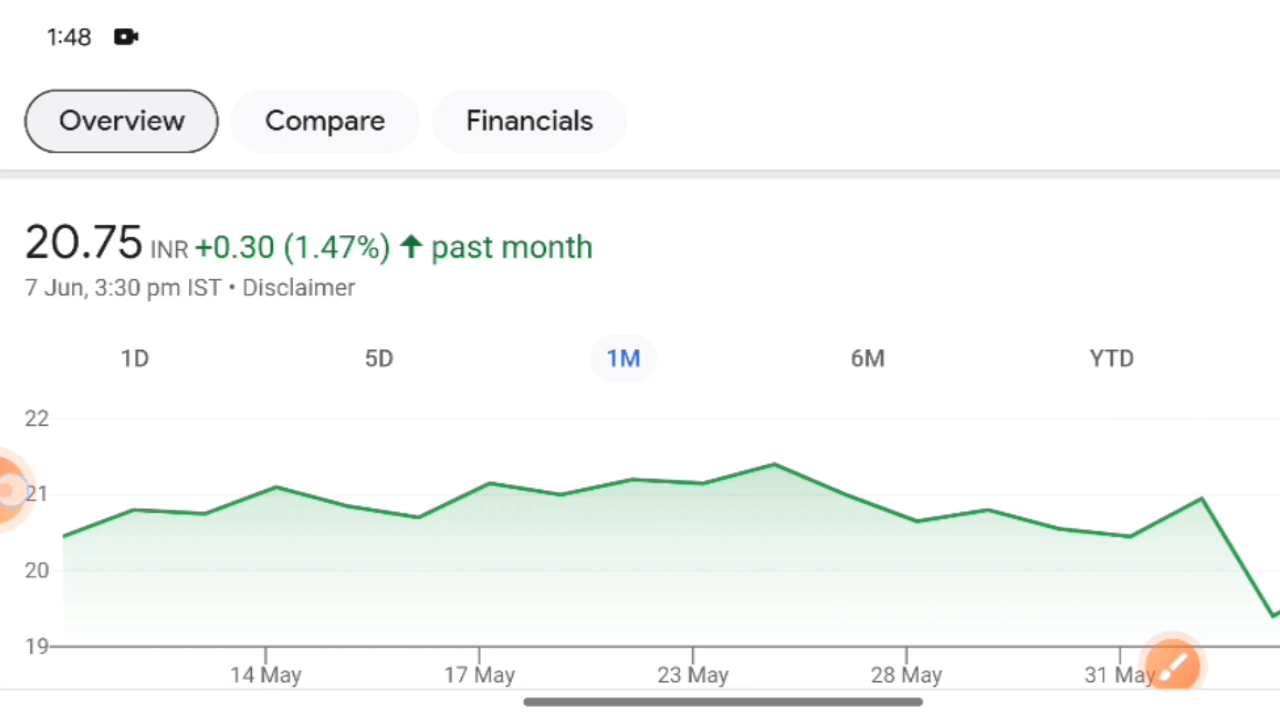 1:48
Overview Compare Financials
20.75 INR +0.30 (1.47%) ↑ past month
7 Jun, 3:30 pm IST • Disclaimer
1D 5D 1M 6M YTD
22
21
20
19
14 May 17 May 23 May 28 May 31 May